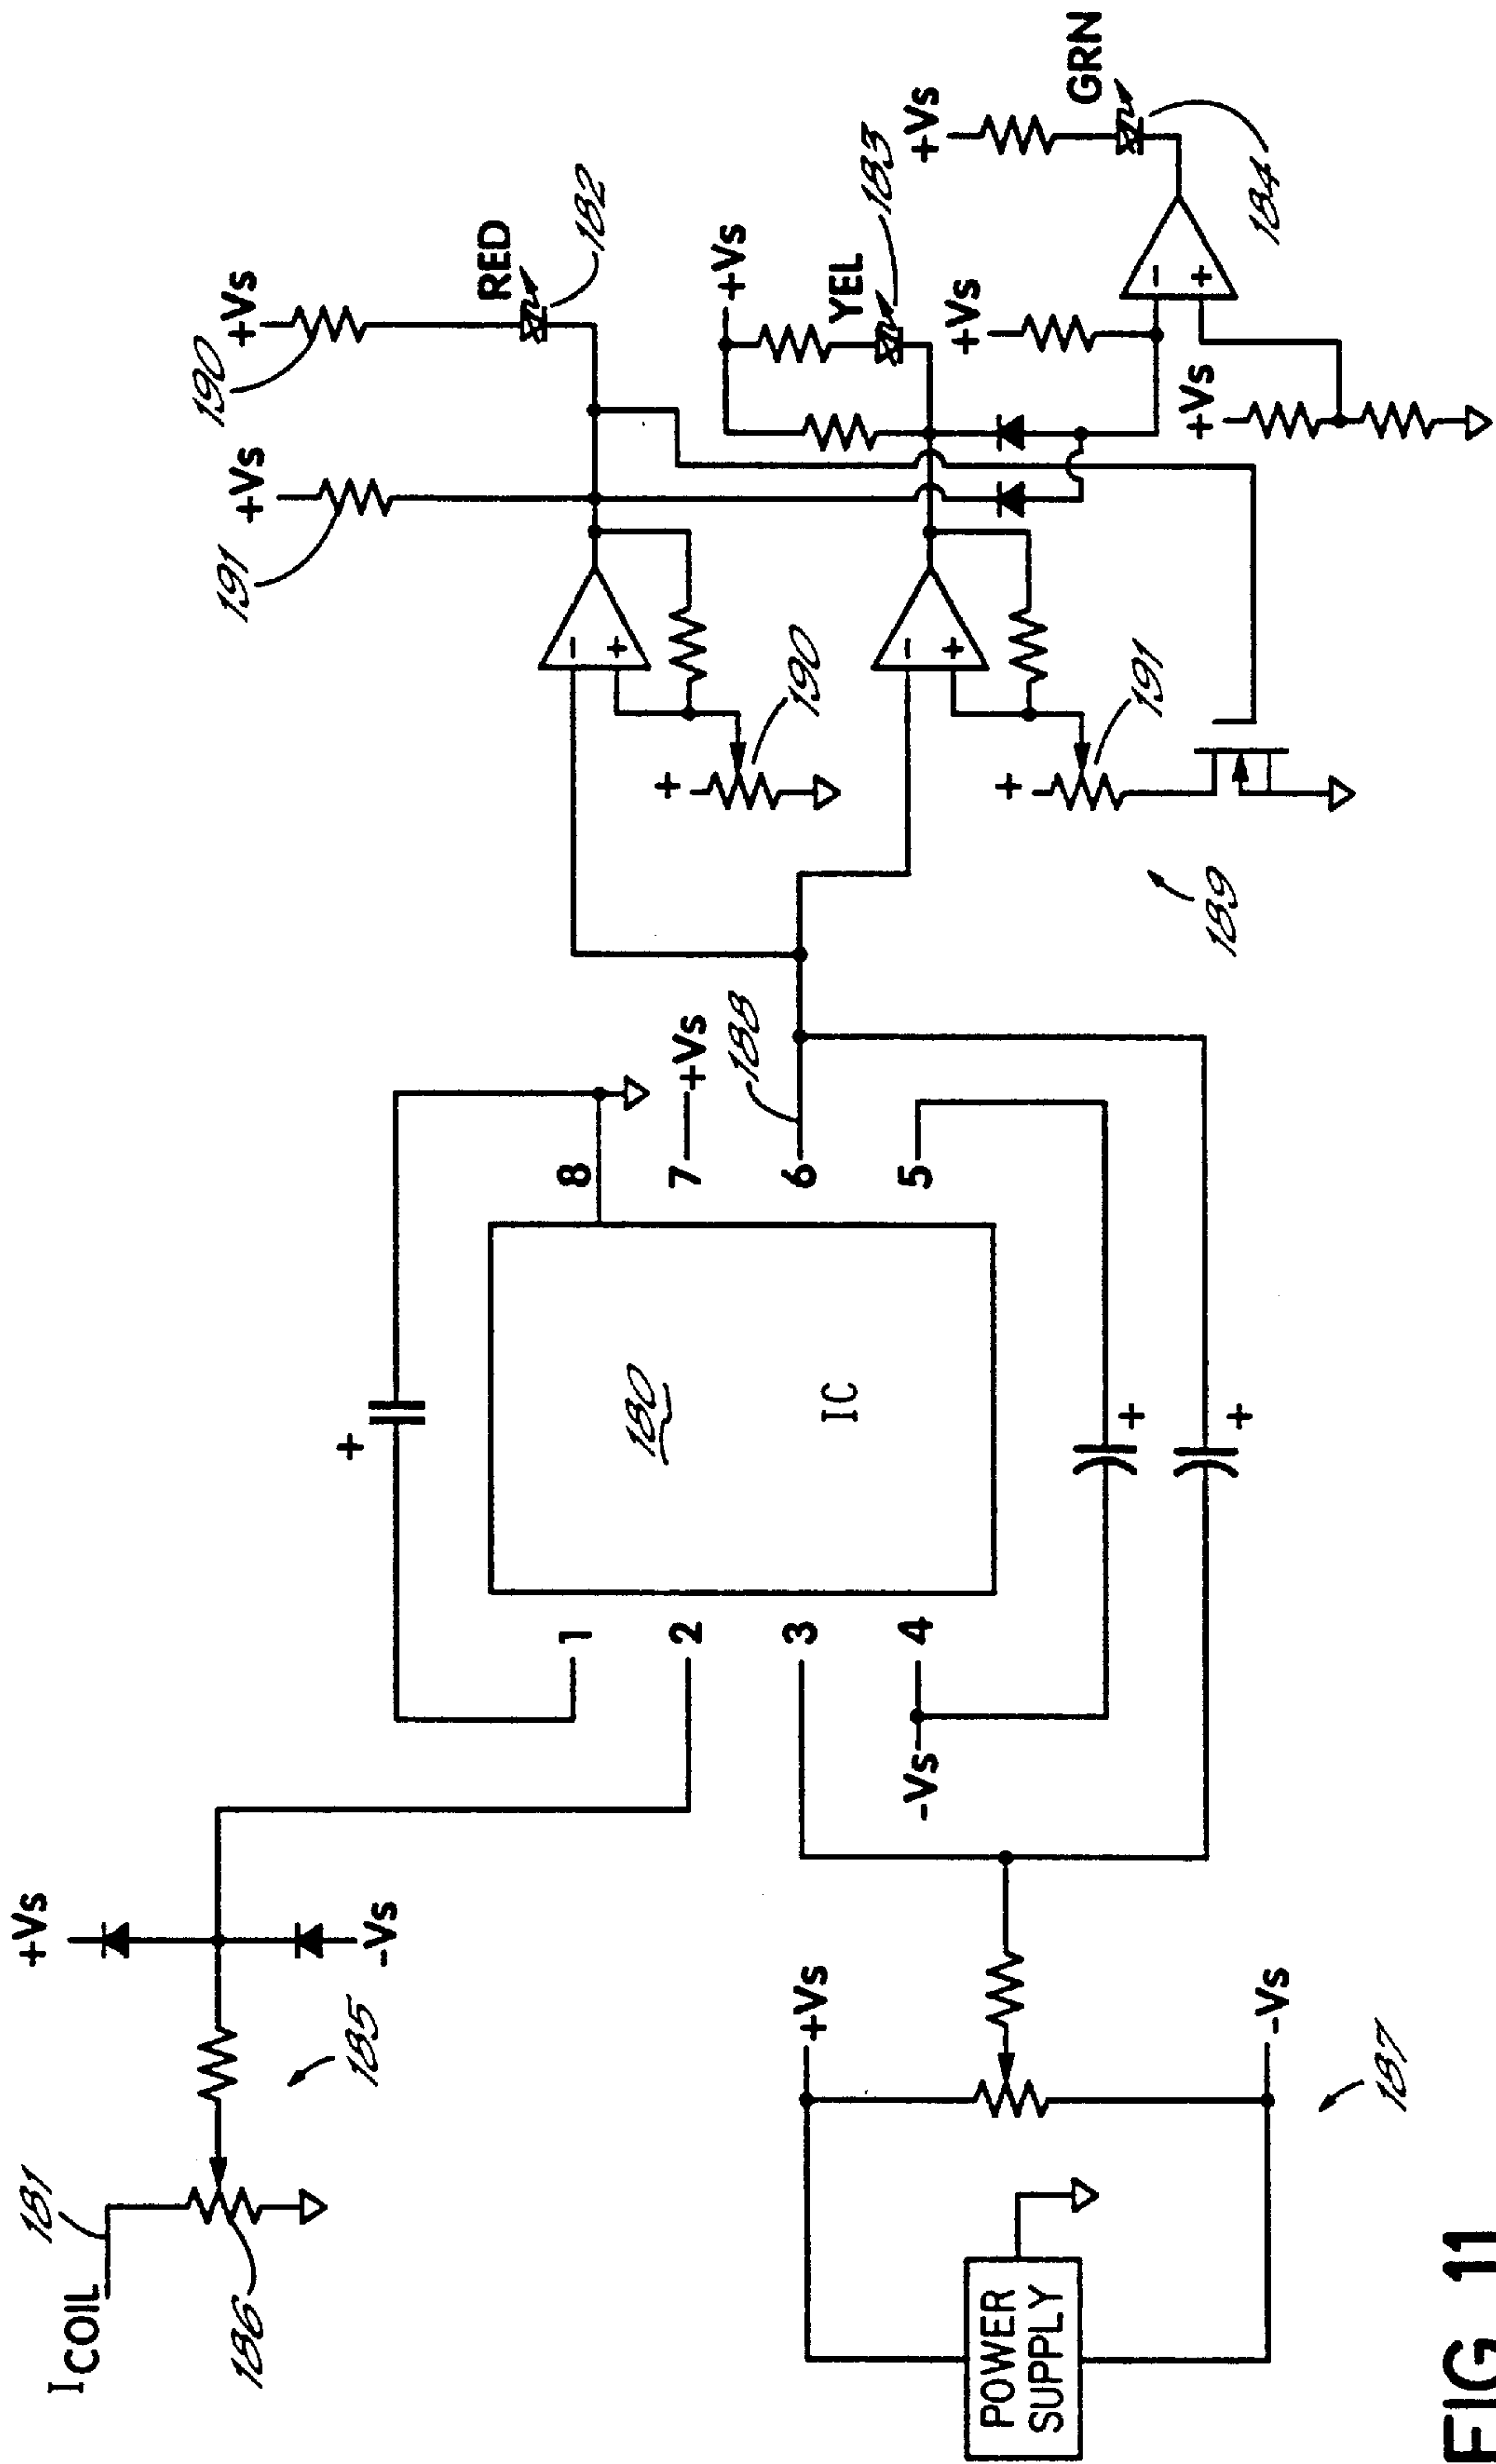 +Vs
190
+Vs
191
RED
182
+Vs
YEL
183
+Vs
GRN
184
+Vs
+Vs
-
+
190
+
-
+
191
+
-
+
189
188
+Vs
8
7
6
5
180
IC
+
+
+
1
2
3
4
-Vs
+Vs
-Vs
185
181
ICOIL
186
+Vs
-Vs
187
POWER
SUPPLY
FIG 11